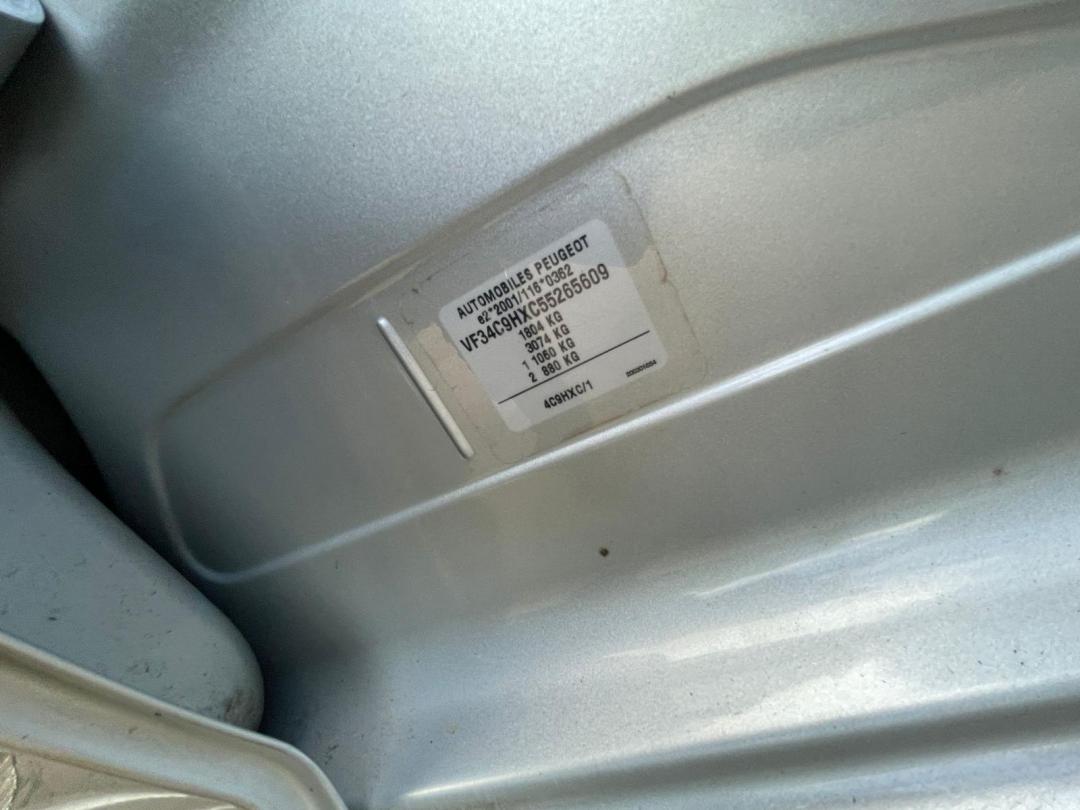 AUTOMOBILES PEUGEOT
e2*2001/116*0362
VF34C9HXC55265609
1804 KG
3074 KG
1 1060 KG
2 880 KG
4C9HXC/1